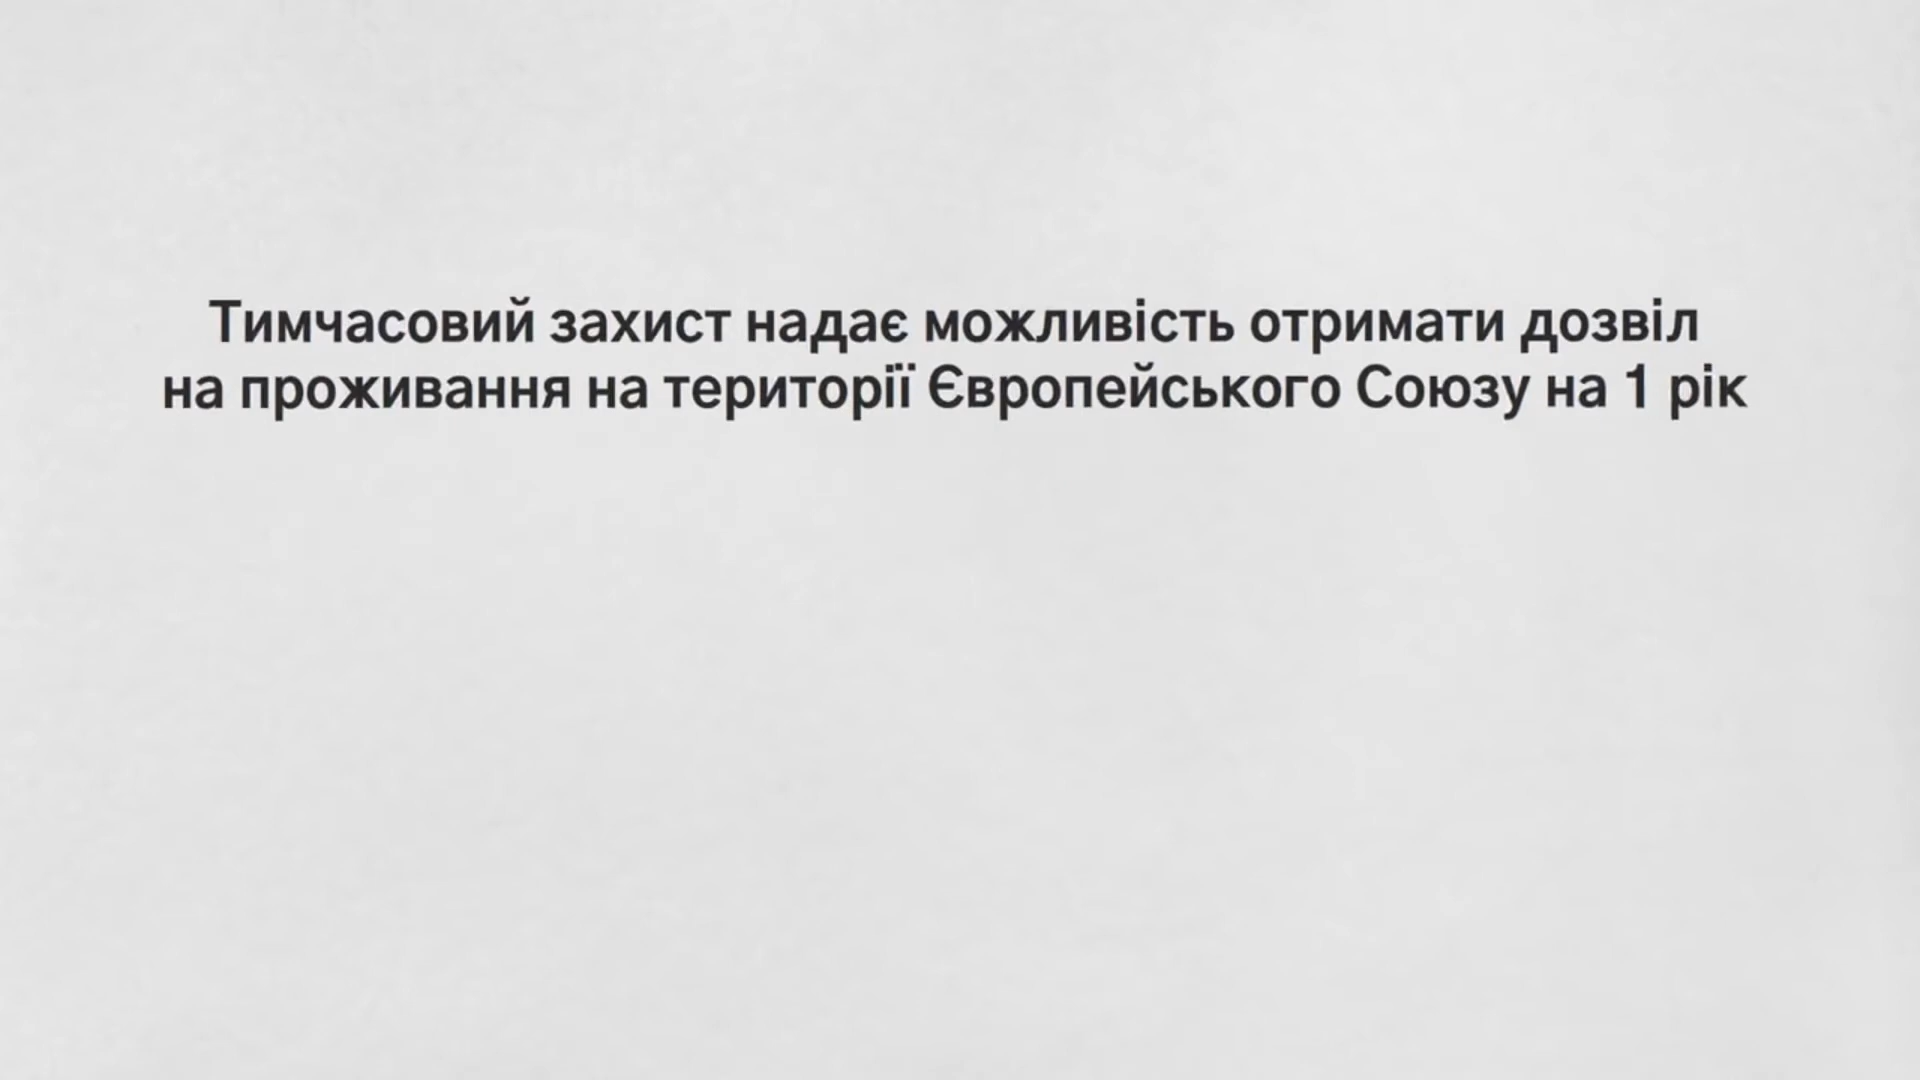 Тимчасовий захист надає можливість отримати дозвіл
на проживання на території Європейського Союзу на 1 рік